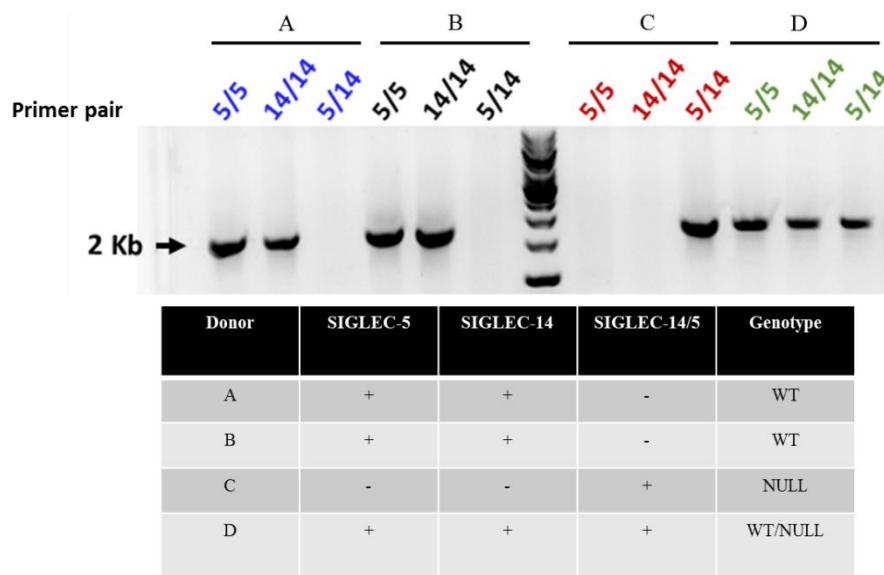 A B C D
Primer pair 5/5 14/14 5/14 5/5 14/14 5/14 5/5 14/14 5/14 5/5 14/14 5/14
2 Kb
Donor SIGLEC-5 SIGLEC-14 SIGLEC-14/5 Genotype
A + + - WT
B + + - WT
C - - + NULL
D + + + WT/NULL